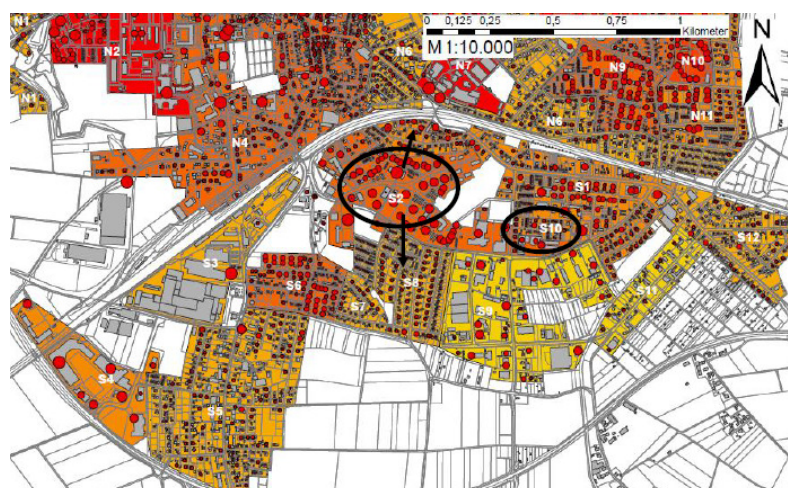 0 0,125 0,25 0,5 0,75 1
Kilometer
M 1:10.000
N
N1
N2
N6
N7
N9
N10
N1
N6
N11
N4
S2
S1
S10
S12
S3
S6
S7
S8
S11
S9
S4
S5